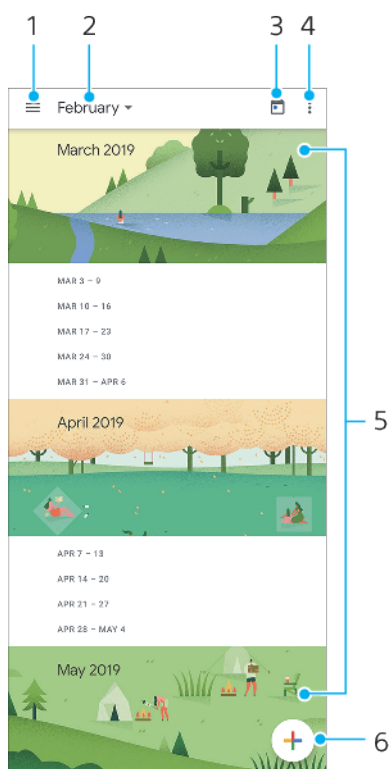 1 2 3 4
February
March 2019
MAR 3 – 9
MAR 10 – 16
MAR 17 – 23
MAR 24 – 30
MAR 31 – APR 6
5
April 2019
APR 7 – 13
APR 14 – 20
APR 21 – 27
APR 28 – MAY 4
May 2019
6